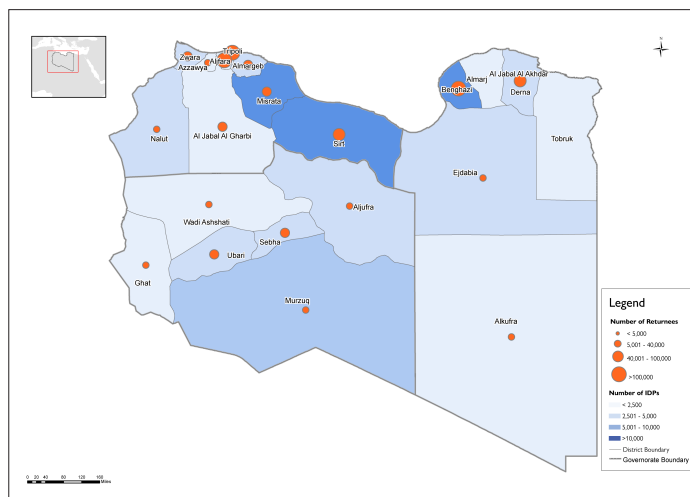 Tripoli
Zwara
Azzawya
Aljfara
Almargeb
Misrata
Nalut
Al Jabal Al Gharbi
Sirt
Benghazi
Almarj
Al Jabal Al Akhdar
Derna
Tobruk
Ejdabia
Wadi Ashshati
Aljufra
Sebha
Ubari
Ghat
Murzuq
Alkufra
Legend
Number of Returnees
< 5,000
5,001 - 40,000
40,001 - 100,000
>100,000
Number of IDPs
< 2,500
2,501 - 5,000
5,001 - 10,000
>10,000
District Boundary
Governorate Boundary
0 20 40 80 120 160
Miles